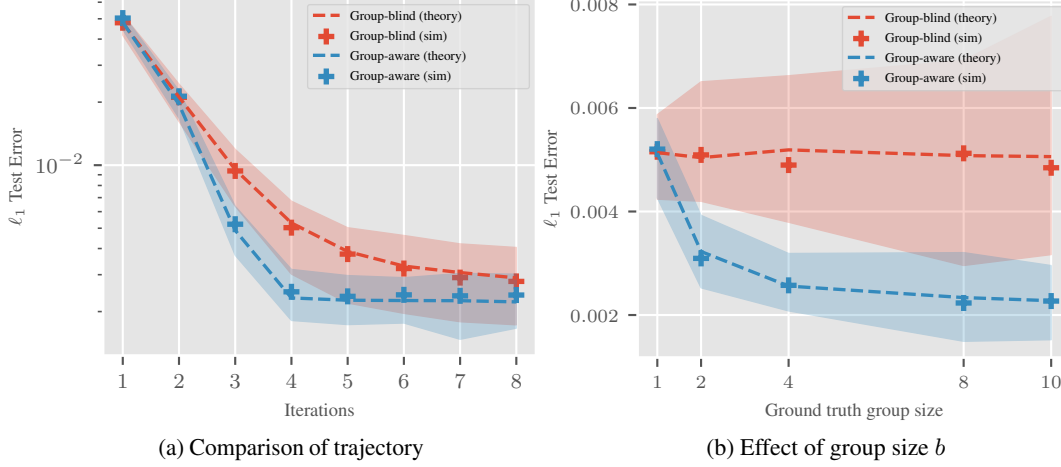 Group-blind (theory)
Group-blind (sim)
Group-aware (theory)
Group-aware (sim)
10⁻²
ℓ₁ Test Error
1 2 3 4 5 6 7 8
Iterations
(a) Comparison of trajectory
Group-blind (theory)
Group-blind (sim)
Group-aware (theory)
Group-aware (sim)
0.008
0.006
0.004
0.002
ℓ₁ Test Error
1 2 4 8 10
Ground truth group size
(b) Effect of group size b